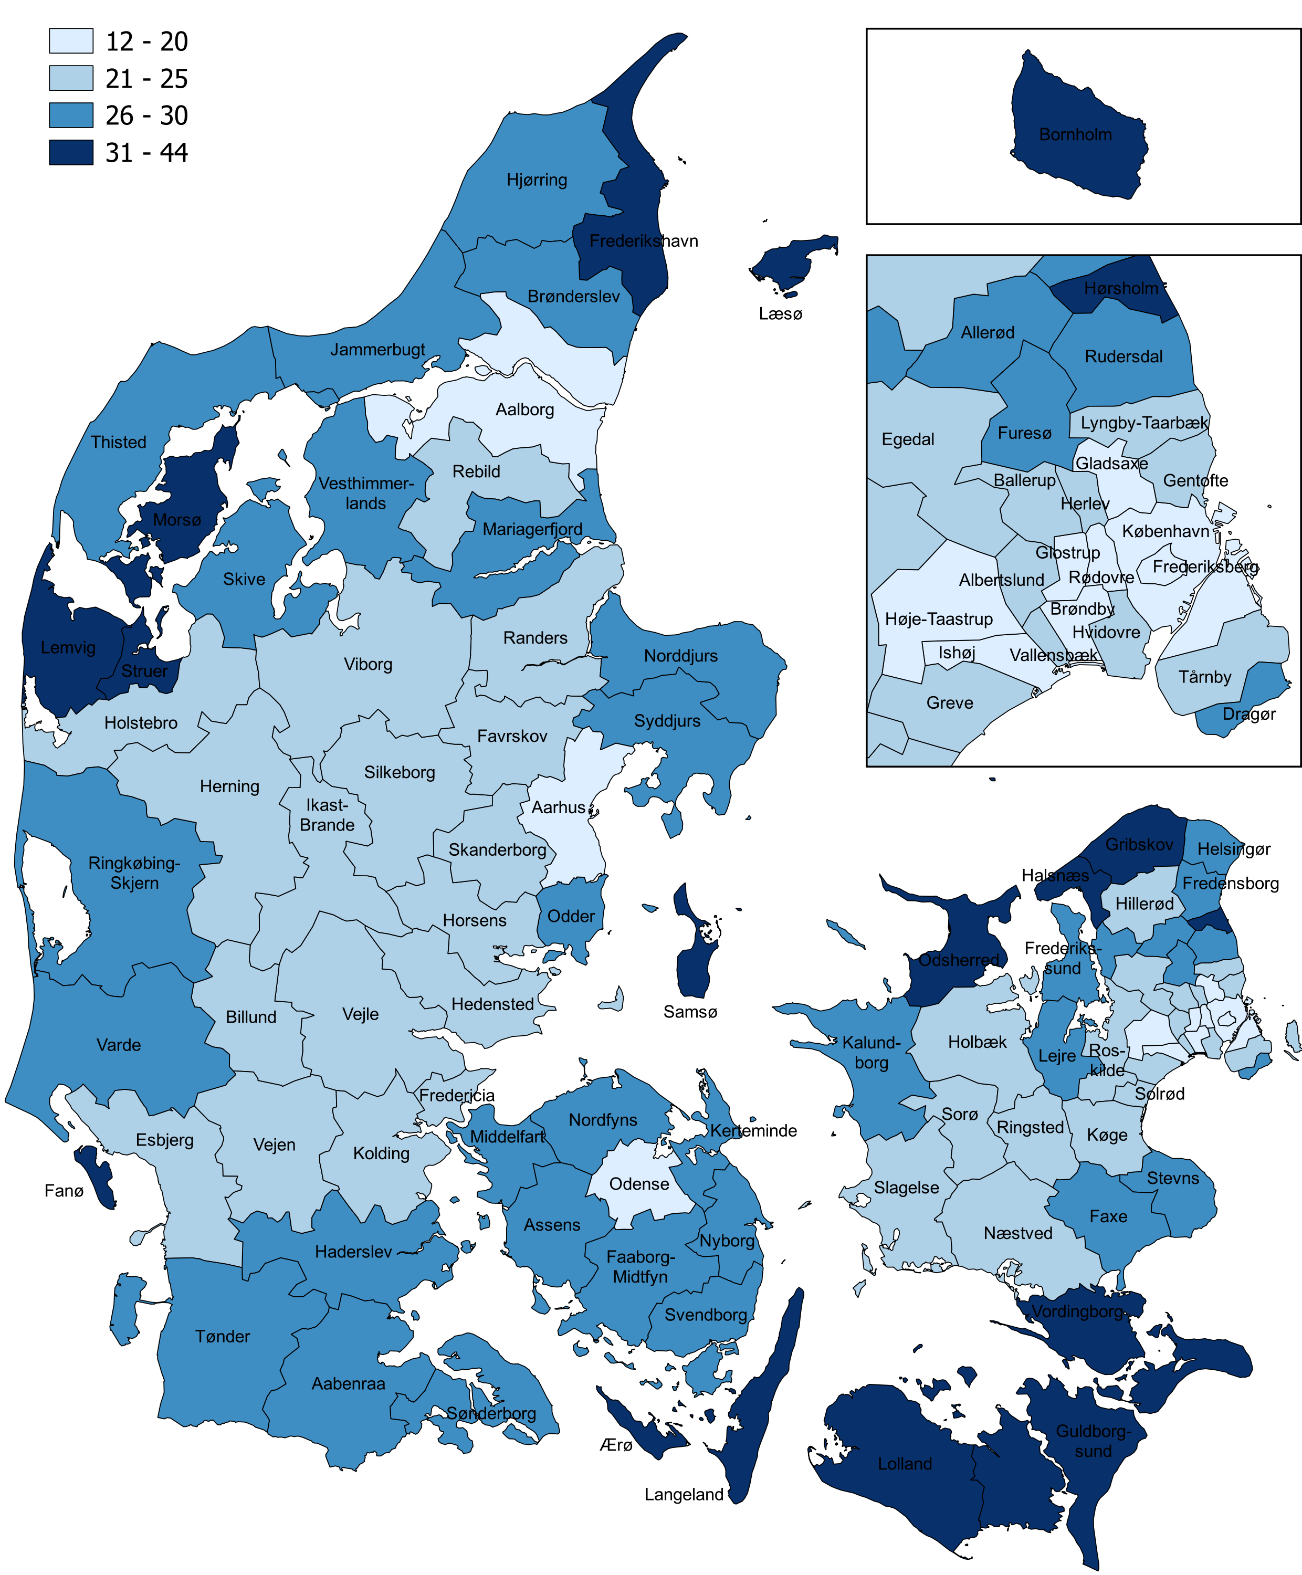 12 - 20
21 - 25
26 - 30
31 - 44
Bornholm
Hjørring
Frederikshavn
Brønderslev
Læsø
Jammerbugt
Aalborg
Thisted
Rebild
Vesthimmer-
lands
Morsø
Mariagerfjord
Skive
Lemvig
Struer
Viborg
Randers
Norddjurs
Syddjurs
Holstebro
Favrskov
Silkeborg
Herning
Ikast-
Brande
Aarhus
Skanderborg
Ringkøbing-
Skjern
Horsens
Odder
Samsø
Hedensted
Billund
Vejle
Varde
Fredericia
Esbjerg
Vejen
Kolding
Fanø
Haderslev
Tønder
Aabenraa
Sønderborg
Middelfart
Nordfyns
Kerteminde
Odense
Assens
Faaborg-
Midtfyn
Nyborg
Svendborg
Ærø
Langeland
Hørsholm
Allerød
Rudersdal
Furesø
Lyngby-Taarbæk
Egedal
Gladsaxe
Ballerup
Gentofte
Herlev
København
Glostrup
Frederiksberg
Albertslund
Rødovre
Brøndby
Høje-Taastrup
Hvidovre
Ishøj
Vallensbæk
Tårnby
Greve
Dragør
Gribskov
Helsingør
Halsnæs
Fredensborg
Hillerød
Odsherred
Frederiks-
sund
Kalund-
borg
Holbæk
Lejre
Ros-
kilde
Solrød
Sorø
Ringsted
Køge
Stevns
Slagelse
Næstved
Faxe
Vordingborg
Guldborg-
sund
Lolland